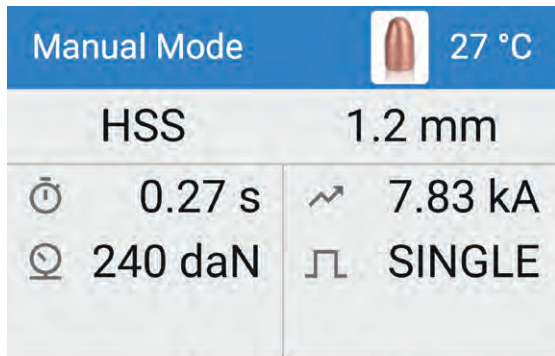 Manual Mode 27 °C
HSS 1.2 mm
0.27 s 7.83 kA
240 daN SINGLE